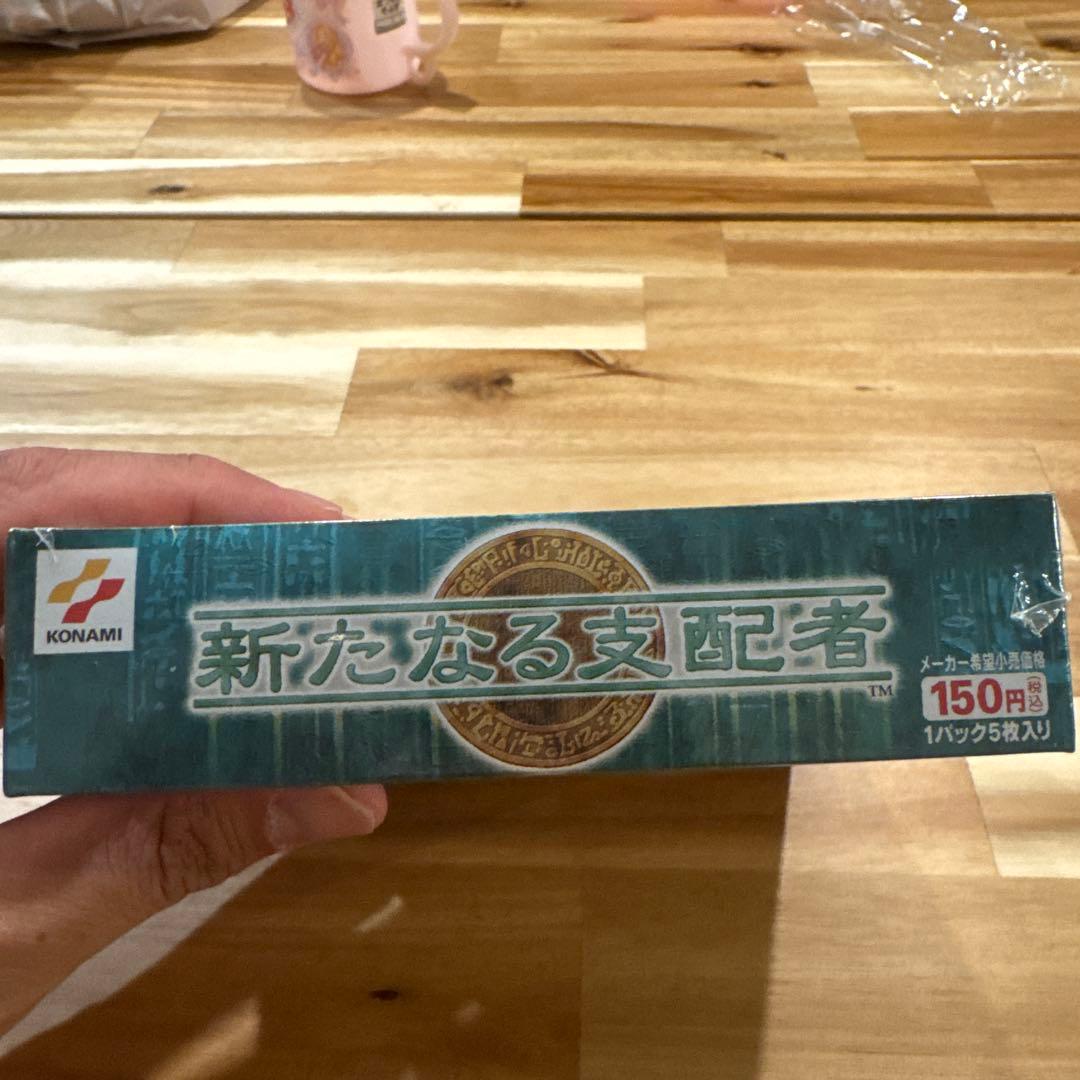 KONAMI
新たなる支配者
TM
メーカー希望小売価格
150円(税込)
1パック5枚入り